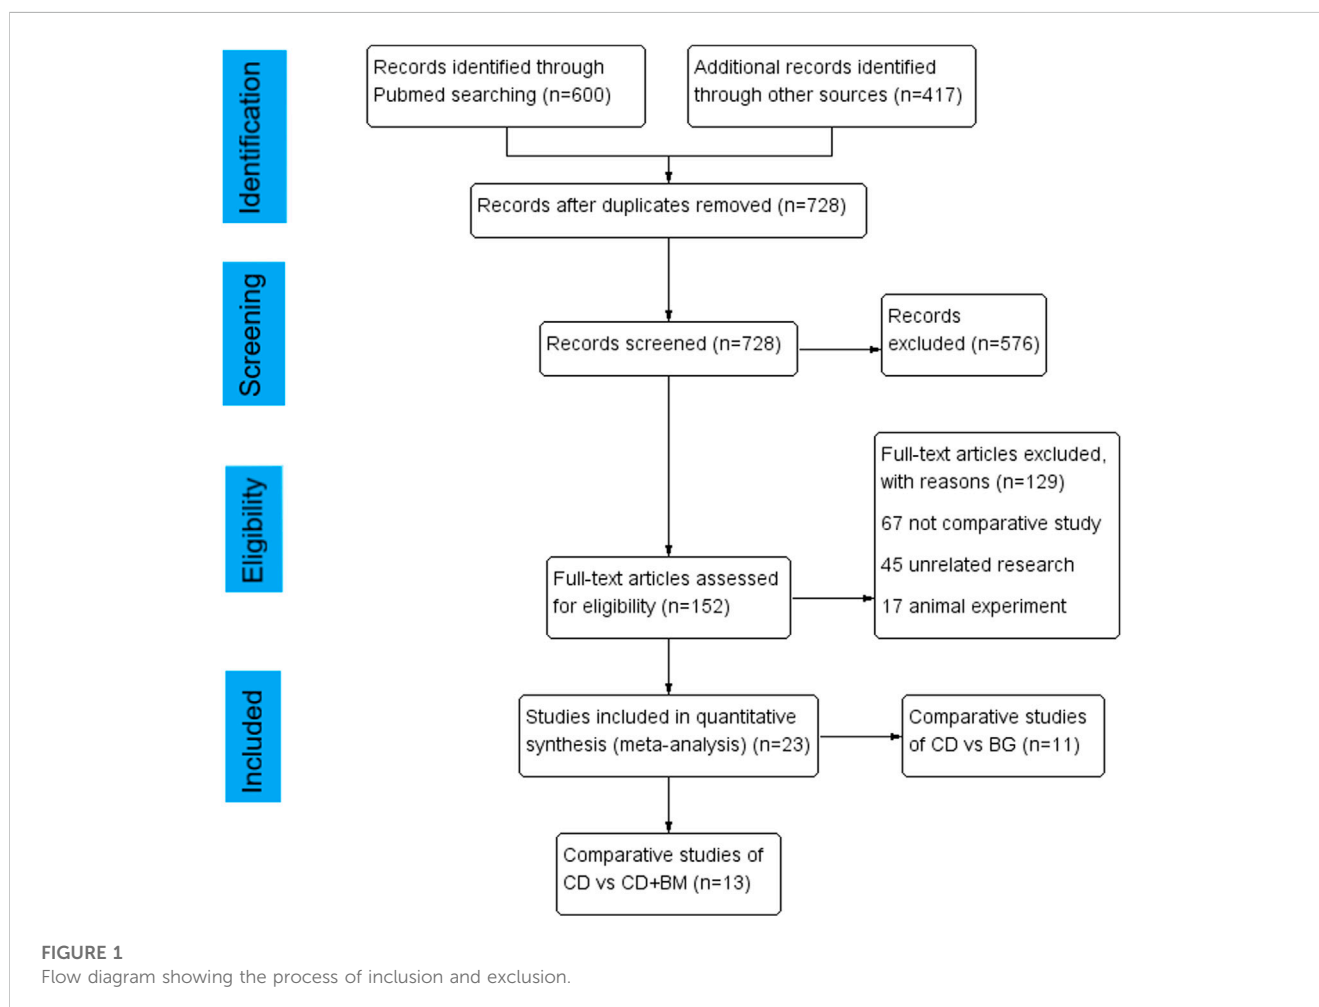 Identification
Records identified through
Pubmed searching (n=600)
Additional records identified
through other sources (n=417)
Records after duplicates removed (n=728)
Screening
Records screened (n=728)
Records
excluded (n=576)
Eligibility
Full-text articles assessed
for eligibility (n=152)
Full-text articles excluded,
with reasons (n=129)
67 not comparative study
45 unrelated research
17 animal experiment
Included
Studies included in quantitative
synthesis (meta-analysis) (n=23)
Comparative studies
of CD vs BG (n=11)
Comparative studies of
CD vs CD+BM (n=13)
FIGURE 1
Flow diagram showing the process of inclusion and exclusion.